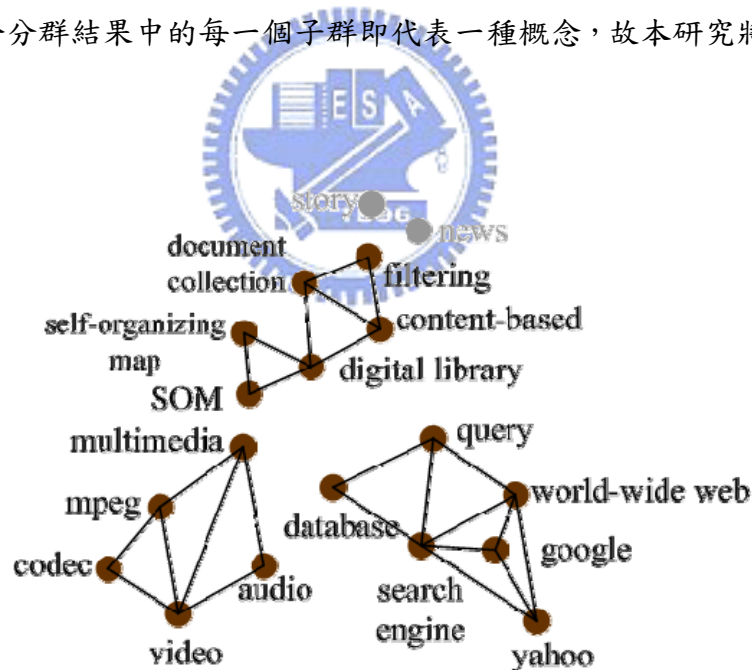 分群結果中的每一個子群即代表一種概念，故本研究將
E S A
story
1896
news
document
collection
filtering
self-organizing
map
content-based
digital library
SOM
multimedia
query
mpeg
world-wide web
database
google
codec
audio
search
engine
video
yahoo